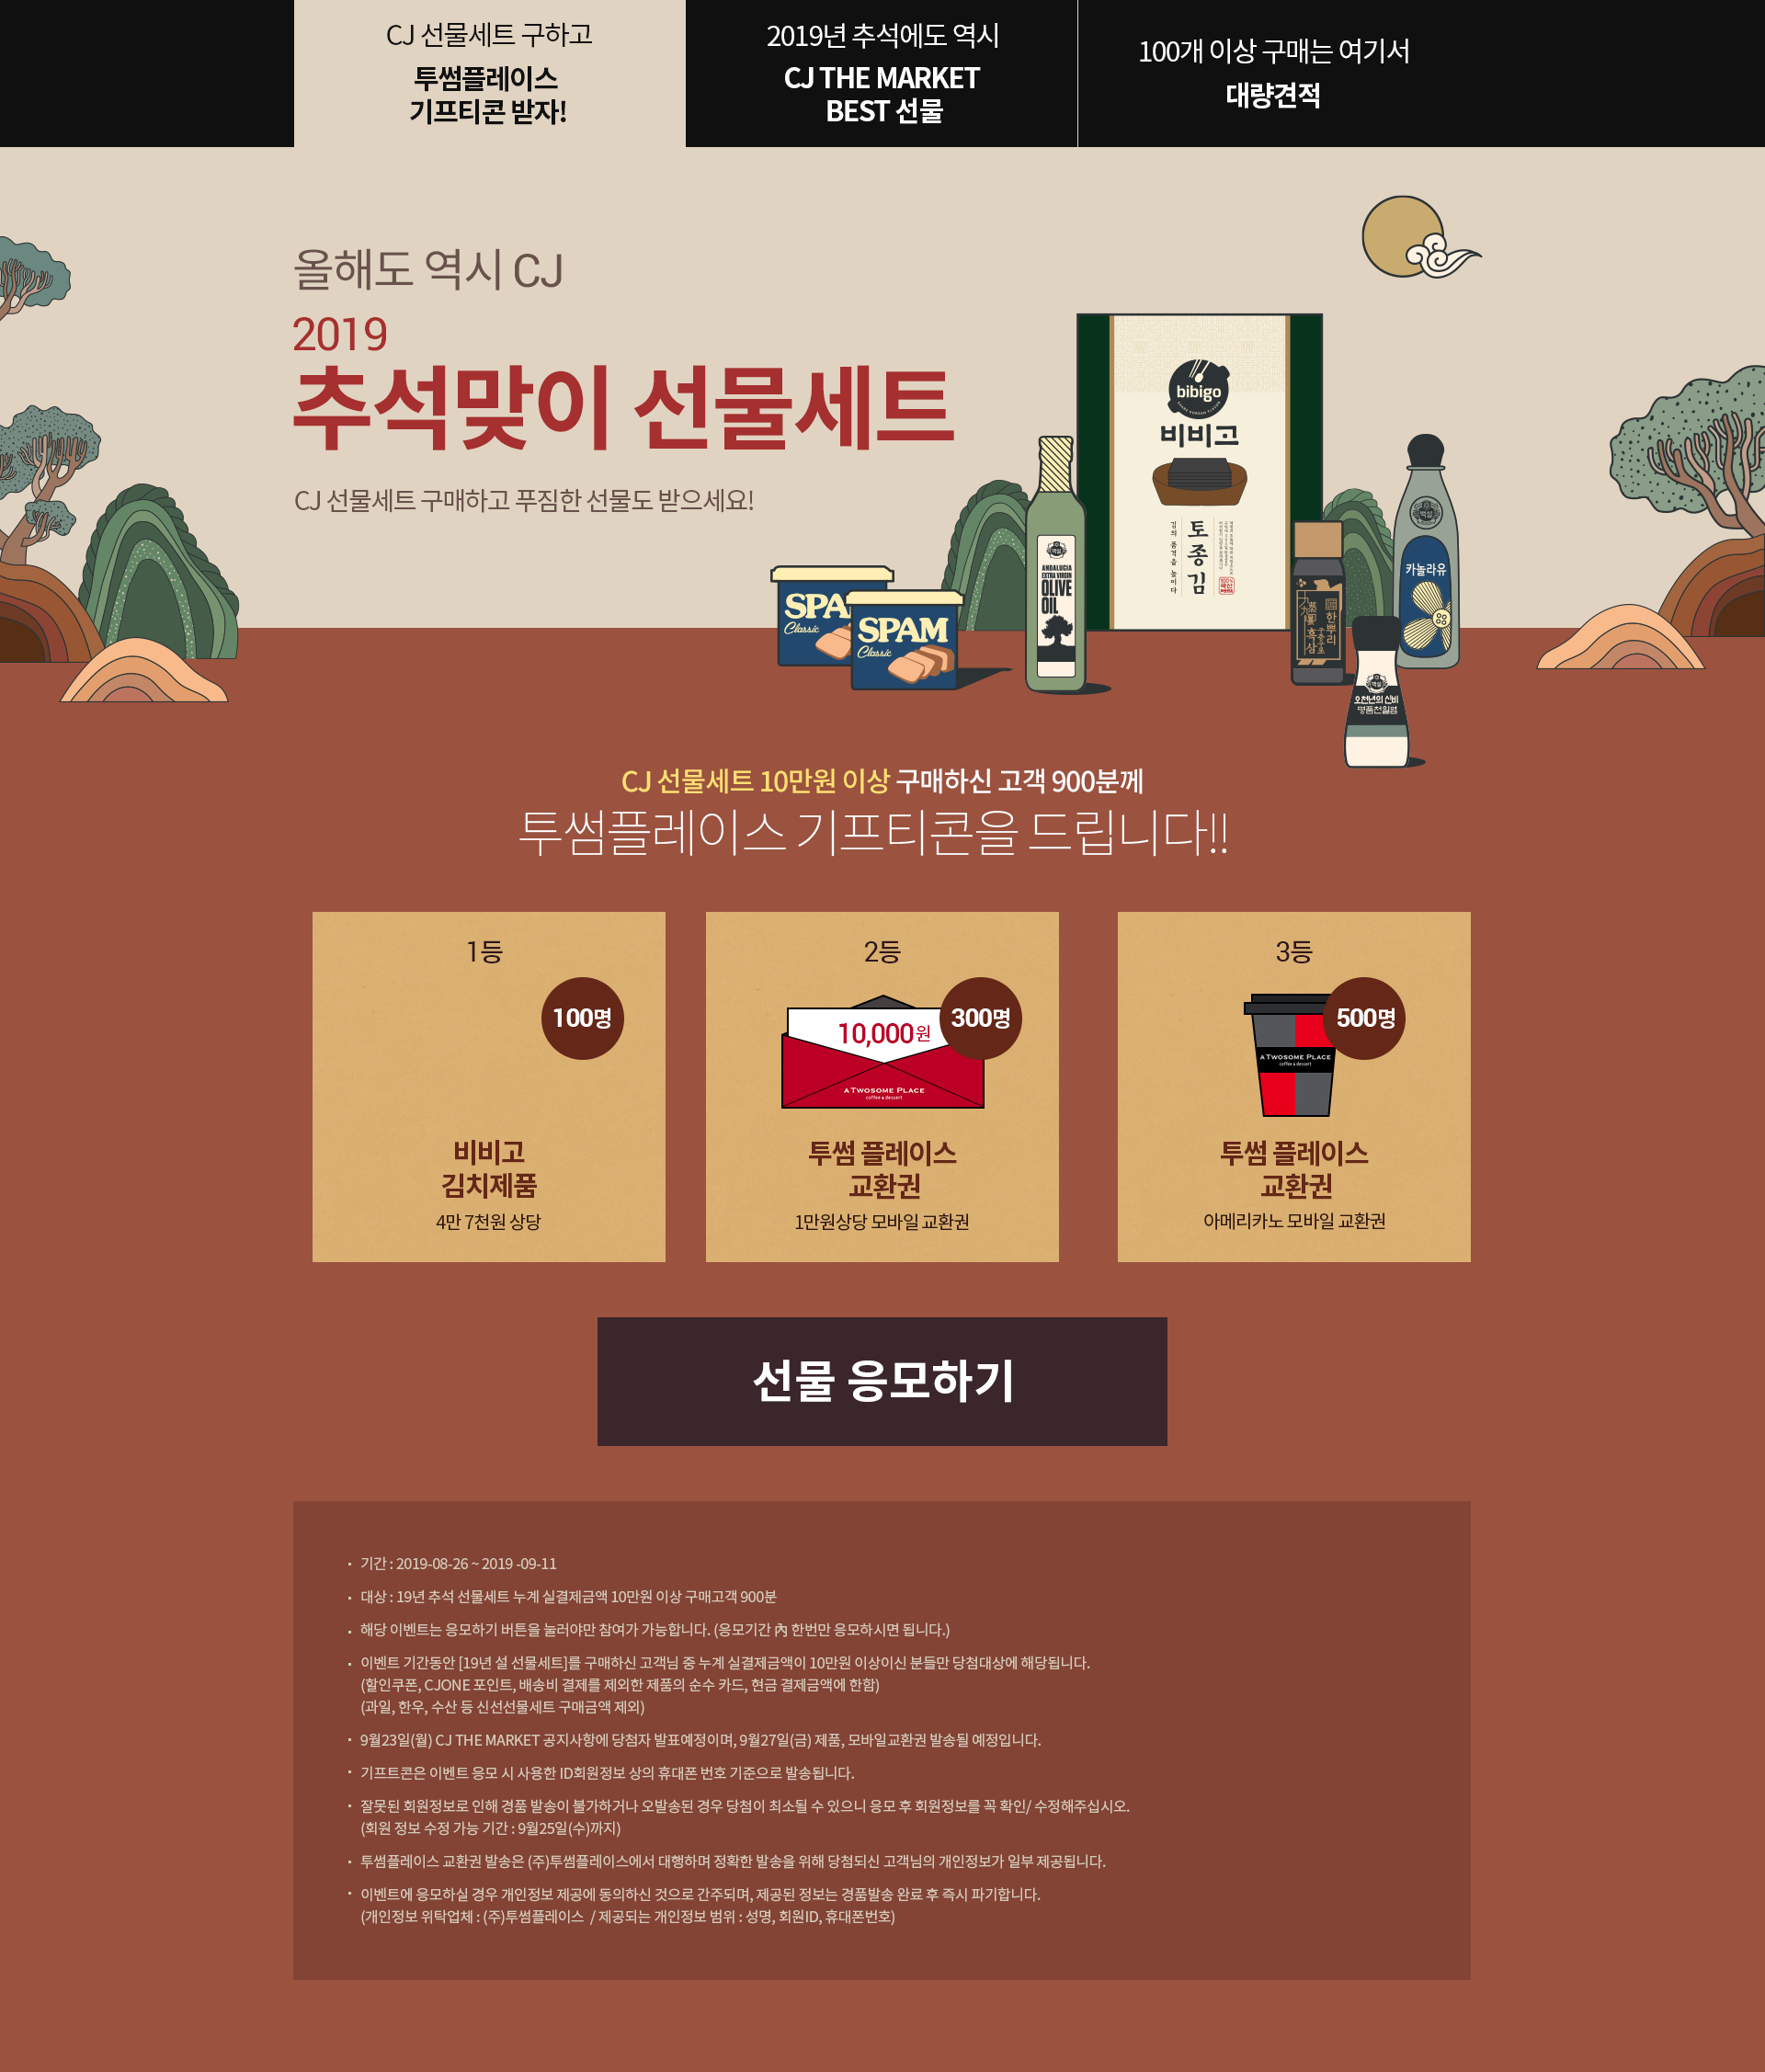 CJ 선물세트 구하고
투썸플레이스
기프티콘 받자!
2019년 추석에도 역시
CJ THE MARKET
BEST 선물
100개 이상 구매는 여기서
대량견적
올해도 역시 CJ
2019
추석맞이 선물세트
CJ 선물세트 구매하고 푸짐한 선물도 받으세요!
bibigo
비비고
토종김
SPA
Classic
SPAM
Classic
ANDALUCIA
EXTRA VIRGIN
OLIVE
OIL
한뿌리
흑삼
백설
카놀라유
백설
오천년의 신비
명품천일염
CJ 선물세트 10만원 이상 구매하신 고객 900분께
투썸플레이스 기프티콘을 드립니다!!
1등
100명
비비고
김치제품
4만 7천원 상당
2등
300명
10,000원
A TWOSOME PLACE
coffee & dessert
투썸 플레이스
교환권
1만원상당 모바일 교환권
3등
500명
A TWOSOME PLACE
coffee & dessert
투썸 플레이스
교환권
아메리카노 모바일 교환권
선물 응모하기
· 기간 : 2019-08-26 ~ 2019 -09-11
· 대상 : 19년 추석 선물세트 누계 실결제금액 10만원 이상 구매고객 900분
· 해당 이벤트는 응모하기 버튼을 눌러야만 참여가 가능합니다. (응모기간 內 한번만 응모하시면 됩니다.)
· 이벤트 기간동안 [19년 설 선물세트]를 구매하신 고객님 중 누계 실결제금액이 10만원 이상이신 분들만 당첨대상에 해당됩니다.
(할인쿠폰, CJONE 포인트, 배송비 결제를 제외한 제품의 순수 카드, 현금 결제금액에 한함)
(과일, 한우, 수산 등 신선선물세트 구매금액 제외)
· 9월23일(월) CJ THE MARKET 공지사항에 당첨자 발표예정이며, 9월27일(금) 제품, 모바일교환권 발송될 예정입니다.
· 기프트콘은 이벤트 응모 시 사용한 ID회원정보 상의 휴대폰 번호 기준으로 발송됩니다.
· 잘못된 회원정보로 인해 경품 발송이 불가하거나 오발송된 경우 당첨이 최소될 수 있으니 응모 후 회원정보를 꼭 확인/ 수정해주십시오.
(회원 정보 수정 가능 기간 : 9월25일(수)까지)
· 투썸플레이스 교환권 발송은 (주)투썸플레이스에서 대행하며 정확한 발송을 위해 당첨되신 고객님의 개인정보가 일부 제공됩니다.
· 이벤트에 응모하실 경우 개인정보 제공에 동의하신 것으로 간주되며, 제공된 정보는 경품발송 완료 후 즉시 파기합니다.
(개인정보 위탁업체 : (주)투썸플레이스 / 제공되는 개인정보 범위 : 성명, 회원ID, 휴대폰번호)